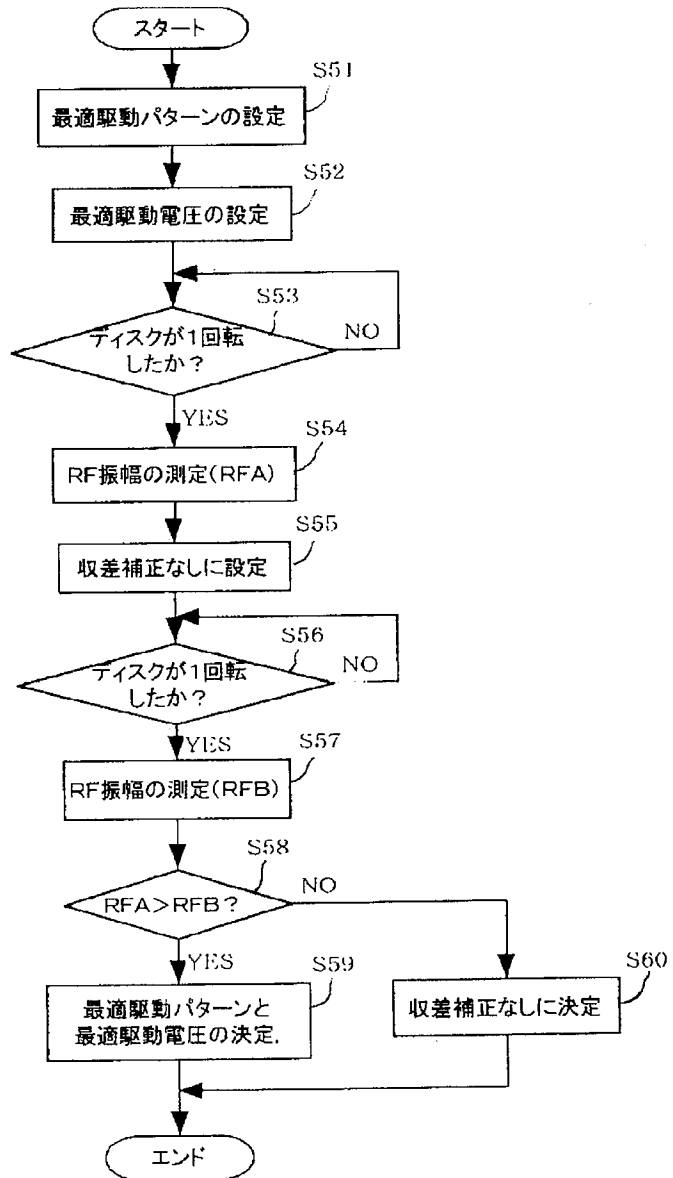 スタート
S51
最適駆動パターンの設定
S52
最適駆動電圧の設定
S53
ディスクが1回転
したか？
NO
YES
S54
RF振幅の測定(RFA)
S55
収差補正なしに設定
S56
ディスクが1回転
したか？
NO
YES
S57
RF振幅の測定(RFB)
S58
RFA>RFB?
NO
YES
S59
最適駆動パターンと
最適駆動電圧の決定.
S60
収差補正なしに決定
エンド